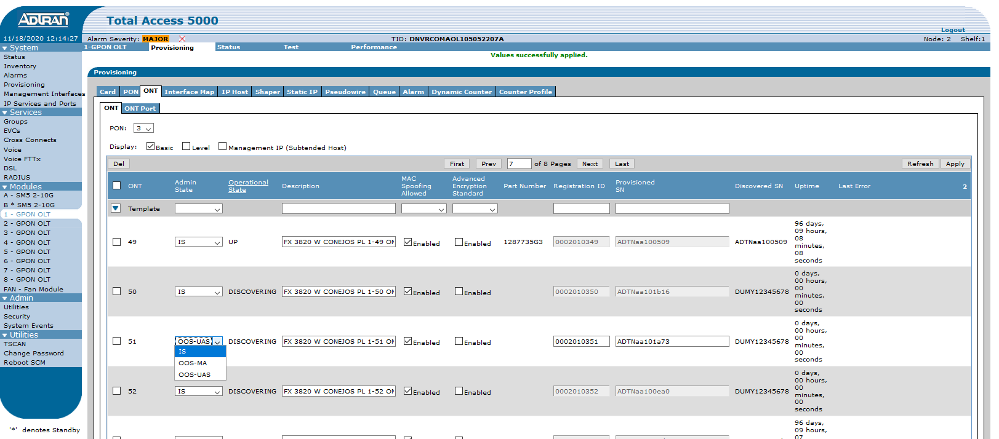 ADTRAN®
Total Access 5000
Logout
11/18/2020 12:14:27
Alarm Severity: MAJOR
TID: DNVRCOMAOL105052207A
Node: 2 Shelf:1
1-GPON OLT Provisioning Status Test Performance
Values successfully applied.
System
Status
Inventory
Alarms
Provisioning
Management Interfaces
IP Services and Ports
Services
Groups
EVCs
Cross Connects
Voice
Voice FTTx
DSL
RADIUS
Modules
A - SM5 2-10G
B * SM5 2-10G
1 - GPON OLT
2 - GPON OLT
3 - GPON OLT
4 - GPON OLT
5 - GPON OLT
6 - GPON OLT
7 - GPON OLT
8 - GPON OLT
FAN - Fan Module
Admin
Utilities
Security
System Events
Utilities
TSCAN
Change Password
Reboot SCM
'*' denotes Standby
Provisioning
Card PON ONT Interface Map IP Host Shaper Static IP Pseudowire Queue Alarm Dynamic Counter Counter Profile
ONT ONT Port
PON: 3
Display: Basic Level Management IP (Subtended Host)
Del First Prev 7 of 8 Pages Next Last Refresh Apply
ONT
Admin
State
Operational
State
Description
MAC
Spoofing
Allowed
Advanced
Encryption
Standard
Part Number
Registration ID
Provisioned
SN
Discovered SN
Uptime
Last Error
2
Template
49 IS UP FX 3820 W CONEJOS PL 1-49 ON Enabled Enabled 1287735G3 0002010349 ADTNaa100509 ADTNaa100509
96 days,
09 hours,
08
minutes,
08
seconds
50 IS DISCOVERING FX 3820 W CONEJOS PL 1-50 ON Enabled Enabled 0002010350 ADTNaa101b16 DUMY12345678
0 days,
00 hours,
00
minutes,
00
seconds
51 OOS-UAS DISCOVERING FX 3820 W CONEJOS PL 1-51 ON Enabled Enabled 0002010351 ADTNaa101a73 DUMY12345678
0 days,
00 hours,
00
minutes,
00
seconds
IS
OOS-MA
OOS-UAS
52 IS DISCOVERING FX 3820 W CONEJOS PL 1-52 ON Enabled Enabled 0002010352 ADTNaa100ea0 DUMY12345678
0 days,
00 hours,
00
minutes,
00
seconds
96 days,
09 hours,
07